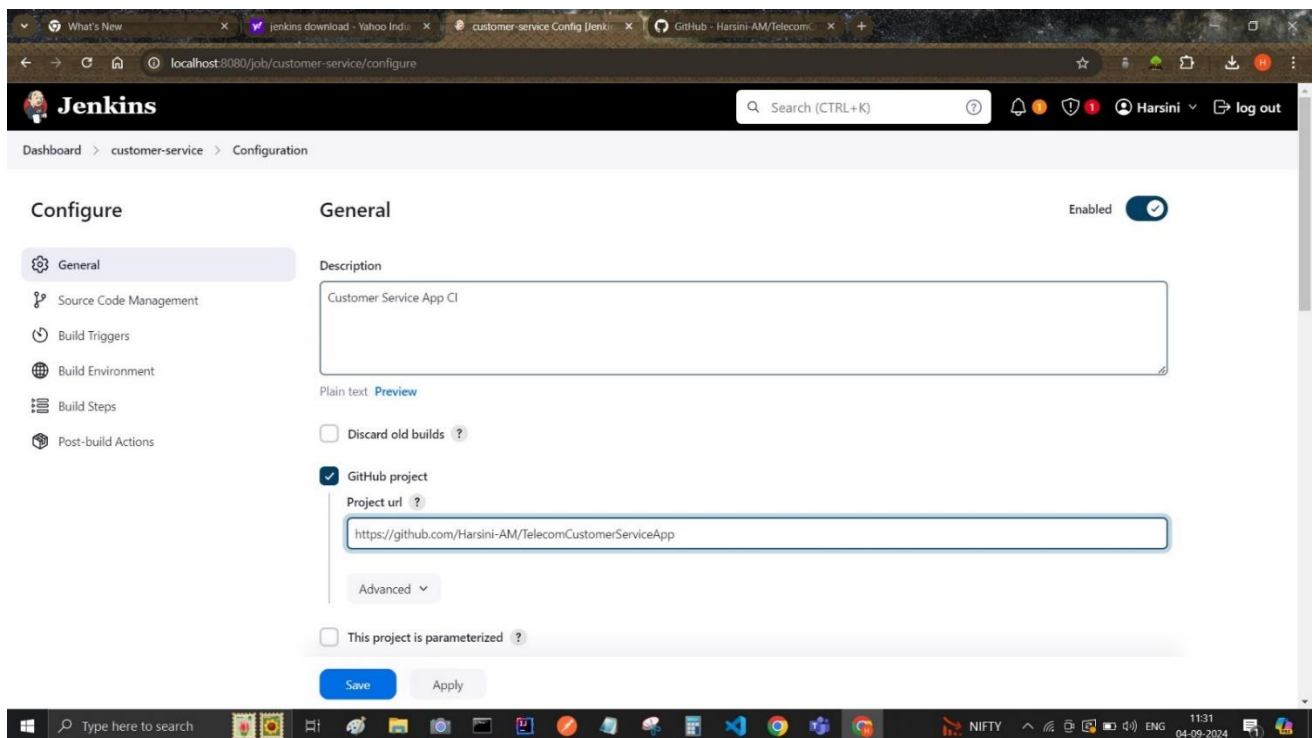 What's New
jenkins download - Yahoo Indi
customer-service Config [Jenki
GitHub - Harsini-AM/TelecomC
localhost:8080/job/customer-service/configure
H
Jenkins
Search (CTRL+K)
1
1
Harsini
log out
Dashboard > customer-service > Configuration
Configure
General
Enabled
General
Source Code Management
Build Triggers
Build Environment
Build Steps
Post-build Actions
Description
Customer Service App CI
Plain text Preview
Discard old builds ?
GitHub project
Project url ?
https://github.com/Harsini-AM/TelecomCustomerServiceApp
Advanced
This project is parameterized ?
Save
Apply
Type here to search
NIFTY
ENG
11:31
04-09-2024